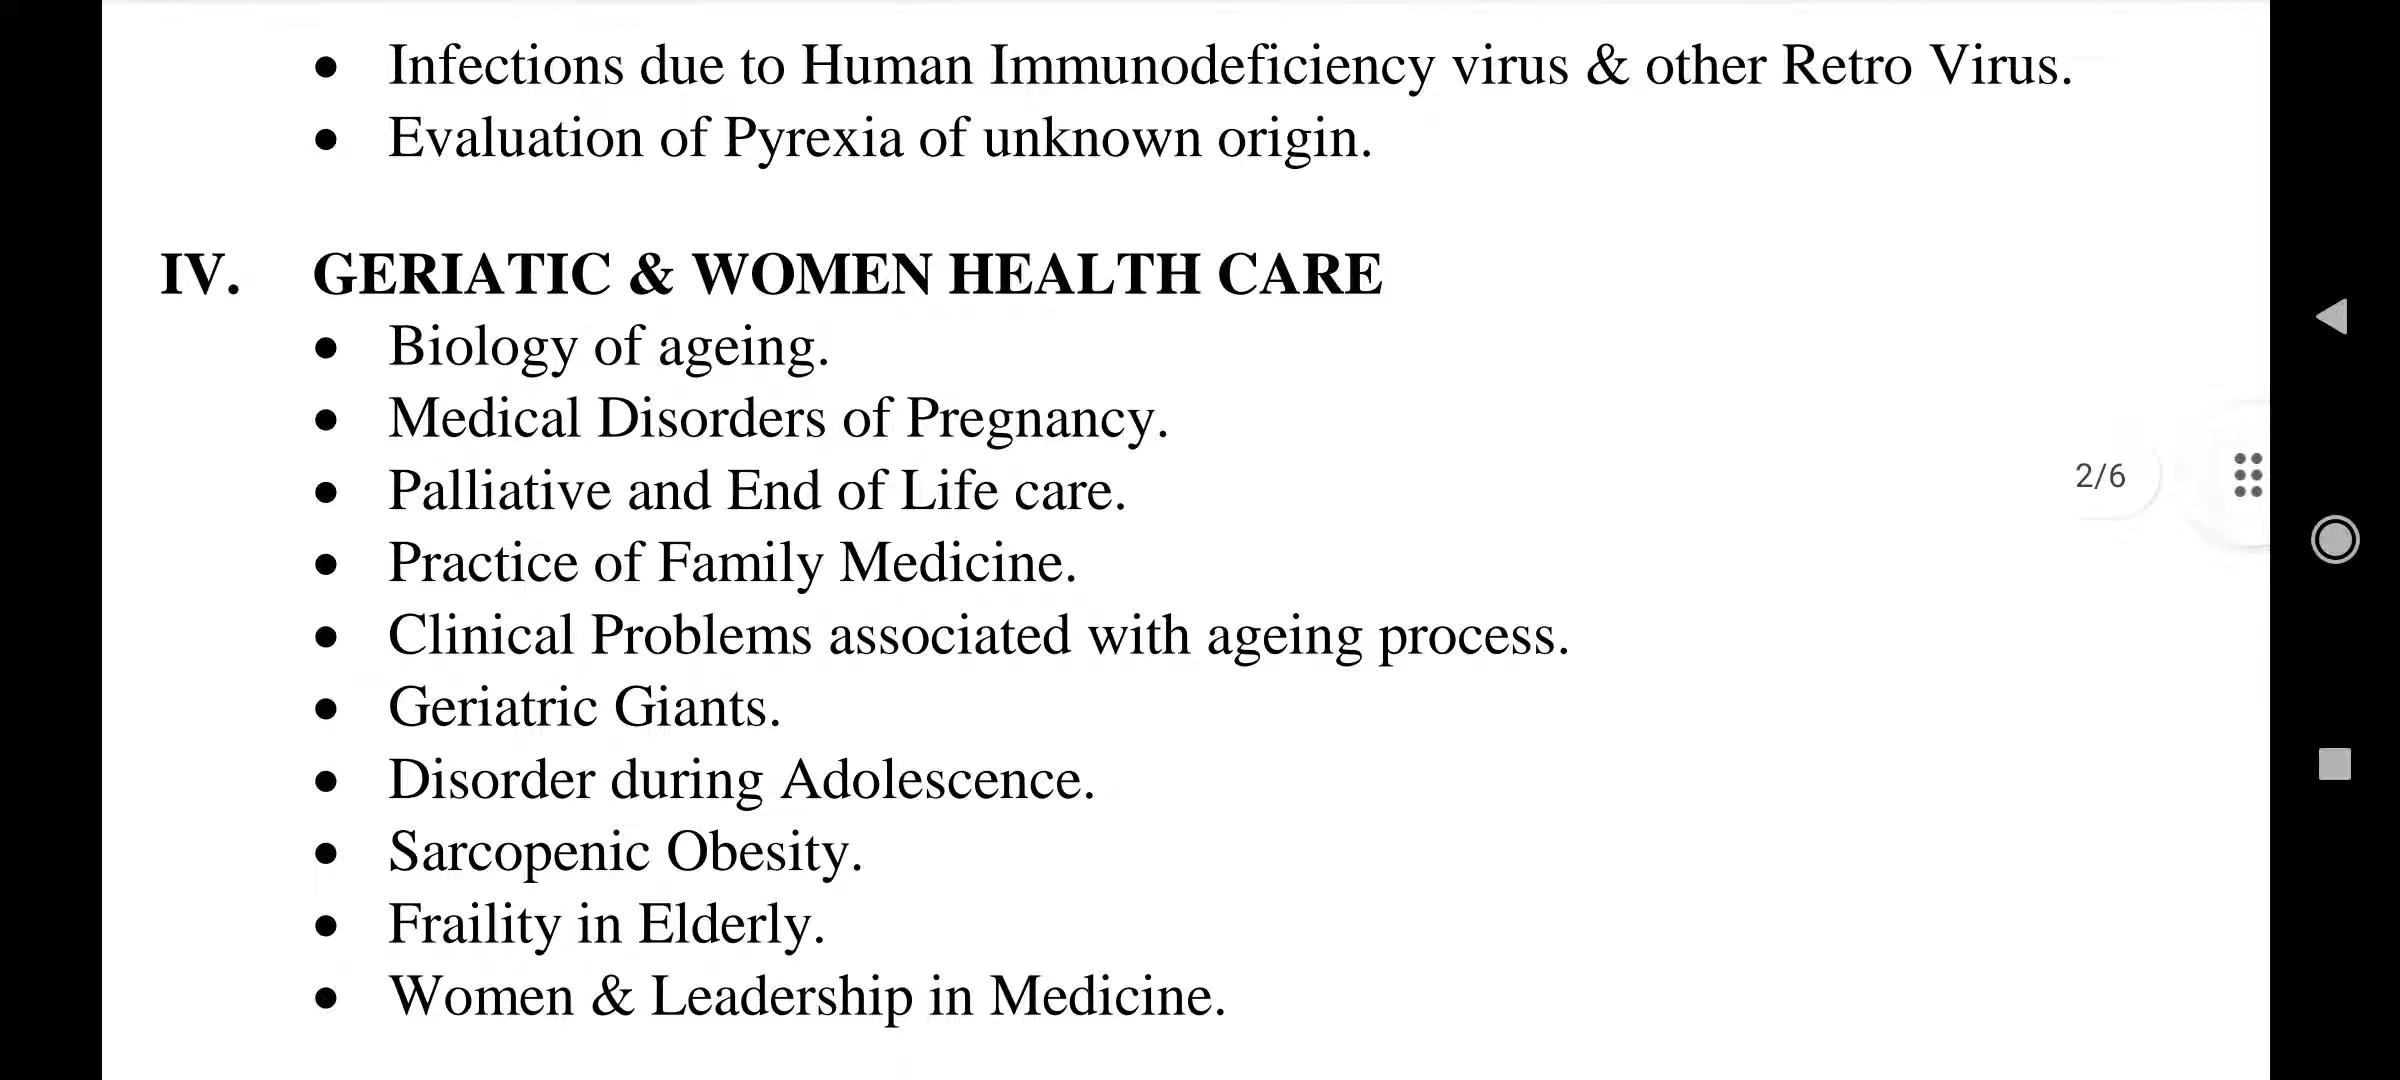 • Infections due to Human Immunodeficiency virus & other Retro Virus.
• Evaluation of Pyrexia of unknown origin.
IV. GERIATIC & WOMEN HEALTH CARE
• Biology of ageing.
• Medical Disorders of Pregnancy.
• Palliative and End of Life care.
2/6
• Practice of Family Medicine.
• Clinical Problems associated with ageing process.
• Geriatric Giants.
• Disorder during Adolescence.
• Sarcopenic Obesity.
• Fraility in Elderly.
• Women & Leadership in Medicine.